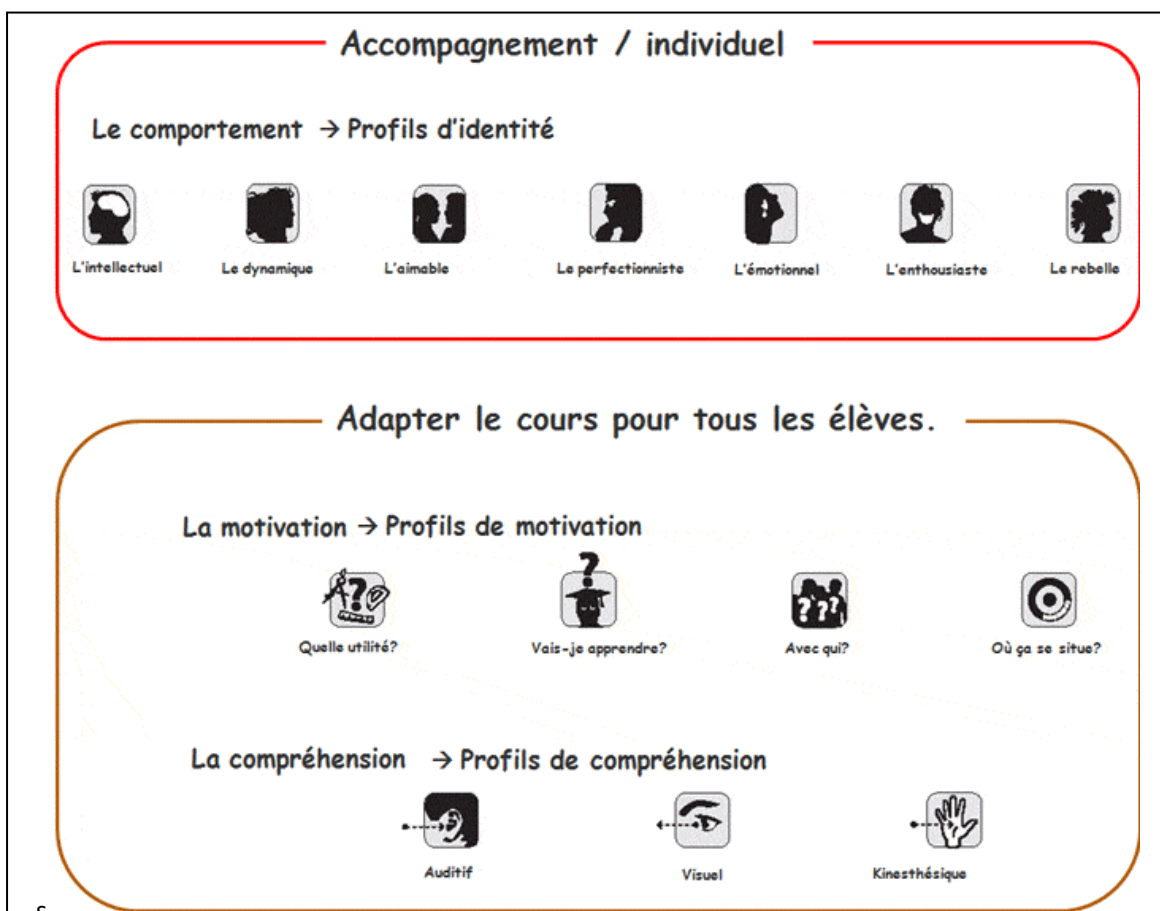 Accompagnement / individuel
Le comportement → Profils d'identité
L'intellectuel Le dynamique L'aimable Le perfectionniste L'émotionnel L'enthousiaste Le rebelle
Adapter le cours pour tous les élèves.
La motivation → Profils de motivation
Quelle utilité? Vais-je apprendre? Avec qui? Où ça se situe?
La compréhension → Profils de compréhension
Auditif Visuel Kinesthésique